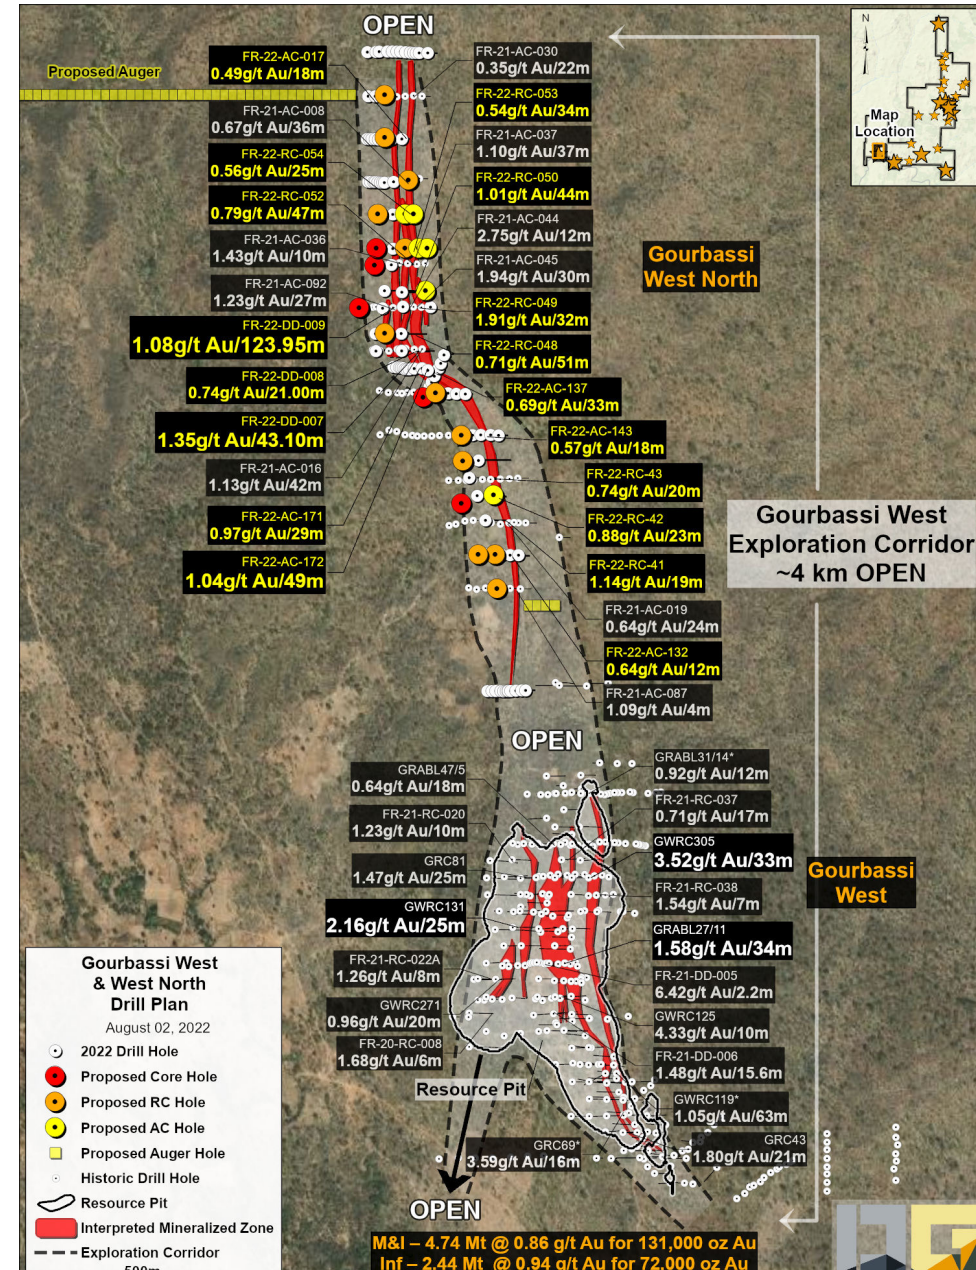 OPEN
N
Map
Location
Proposed Auger
FR-22-AC-017
0.49g/t Au/18m
FR-21-AC-008
0.67g/t Au/36m
FR-22-RC-054
0.56g/t Au/25m
FR-22-RC-052
0.79g/t Au/47m
FR-21-AC-036
1.43g/t Au/10m
FR-21-AC-092
1.23g/t Au/27m
FR-22-DD-009
1.08g/t Au/123.95m
FR-22-DD-008
0.74g/t Au/21.00m
FR-22-DD-007
1.35g/t Au/43.10m
FR-21-AC-016
1.13g/t Au/42m
FR-22-AC-171
0.97g/t Au/29m
FR-22-AC-172
1.04g/t Au/49m
FR-21-AC-030
0.35g/t Au/22m
FR-22-RC-053
0.54g/t Au/34m
FR-21-AC-037
1.10g/t Au/37m
FR-22-RC-050
1.01g/t Au/44m
FR-21-AC-044
2.75g/t Au/12m
FR-21-AC-045
1.94g/t Au/30m
FR-22-RC-049
1.91g/t Au/32m
FR-22-RC-048
0.71g/t Au/51m
FR-22-AC-137
0.69g/t Au/33m
FR-22-AC-143
0.57g/t Au/18m
FR-22-RC-43
0.74g/t Au/20m
FR-22-RC-42
0.88g/t Au/23m
FR-22-RC-41
1.14g/t Au/19m
FR-21-AC-019
0.64g/t Au/24m
FR-22-AC-132
0.64g/t Au/12m
FR-21-AC-087
1.09g/t Au/4m
Gourbassi
West North
Gourbassi West
Exploration Corridor
~4 km OPEN
OPEN
GRABL47/5
0.64g/t Au/18m
FR-21-RC-020
1.23g/t Au/10m
GRC81
1.47g/t Au/25m
GWRC131
2.16g/t Au/25m
FR-21-RC-022A
1.26g/t Au/8m
GWRC271
0.96g/t Au/20m
FR-20-RC-008
1.68g/t Au/6m
GRABL31/14*
0.92g/t Au/12m
FR-21-RC-037
0.71g/t Au/17m
GWRC305
3.52g/t Au/33m
FR-21-RC-038
1.54g/t Au/7m
GRABL27/11
1.58g/t Au/34m
FR-21-DD-005
6.42g/t Au/2.2m
GWRC125
4.33g/t Au/10m
FR-21-DD-006
1.48g/t Au/15.6m
GWRC119*
1.05g/t Au/63m
GRC43
1.80g/t Au/21m
GRC69*
3.59g/t Au/16m
Gourbassi
West
Resource Pit
OPEN
M&I – 4.74 Mt @ 0.86 g/t Au for 131,000 oz Au
Inf – 2.44 Mt @ 0.94 g/t Au for 72,000 oz Au
Gourbassi West
& West North
Drill Plan
August 02, 2022
2022 Drill Hole
Proposed Core Hole
Proposed RC Hole
Proposed AC Hole
Proposed Auger Hole
Historic Drill Hole
Resource Pit
Interpreted Mineralized Zone
Exploration Corridor
500m